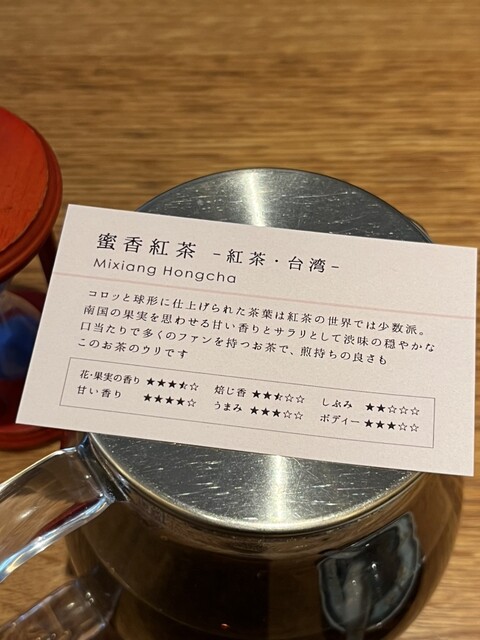 蜜香紅茶 -紅茶・台湾-
Mixiang Hongcha
コロッと球形に仕上げられた茶葉は紅茶の世界では少数派。
南国の果実を思わせる甘い香りとサラリとして渋味の穏やかな
口当たりで多くのファンを持つお茶で、煎持ちの良さも
このお茶のウリです
花・果実の香り ★★★⯪☆ 焙じ香 ★★⯪☆☆ しぶみ ★★☆☆☆
甘い香り ★★★★☆ うまみ ★★★☆☆ ボディー ★★★☆☆